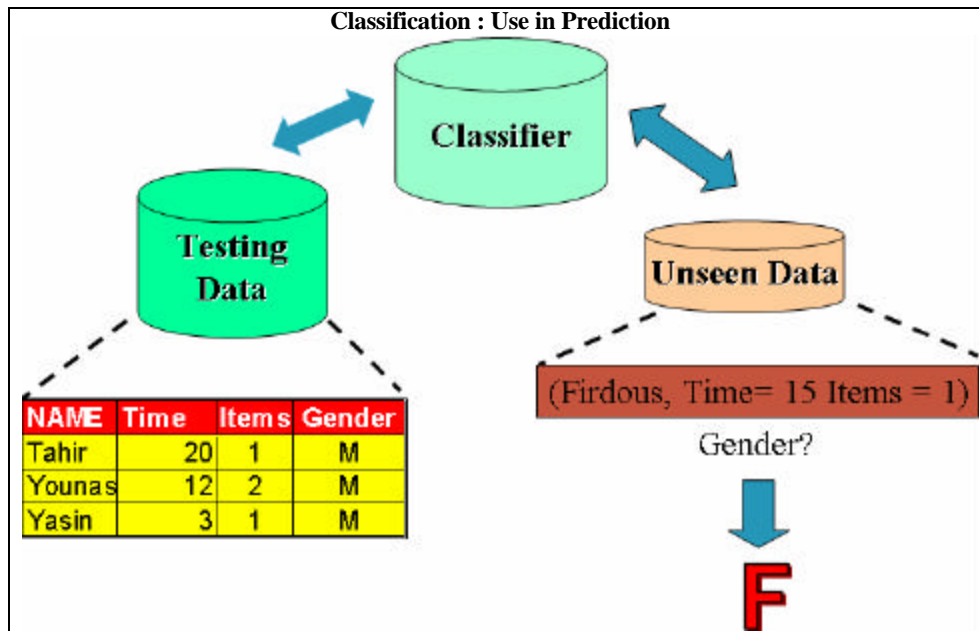 Classification : Use in Prediction
Classifier
Testing
Data
Unseen Data
NAME Time Items Gender
Tahir 20 1 M
Younas 12 2 M
Yasin 3 1 M
(Firdous, Time= 15 Items = 1)
Gender?
F